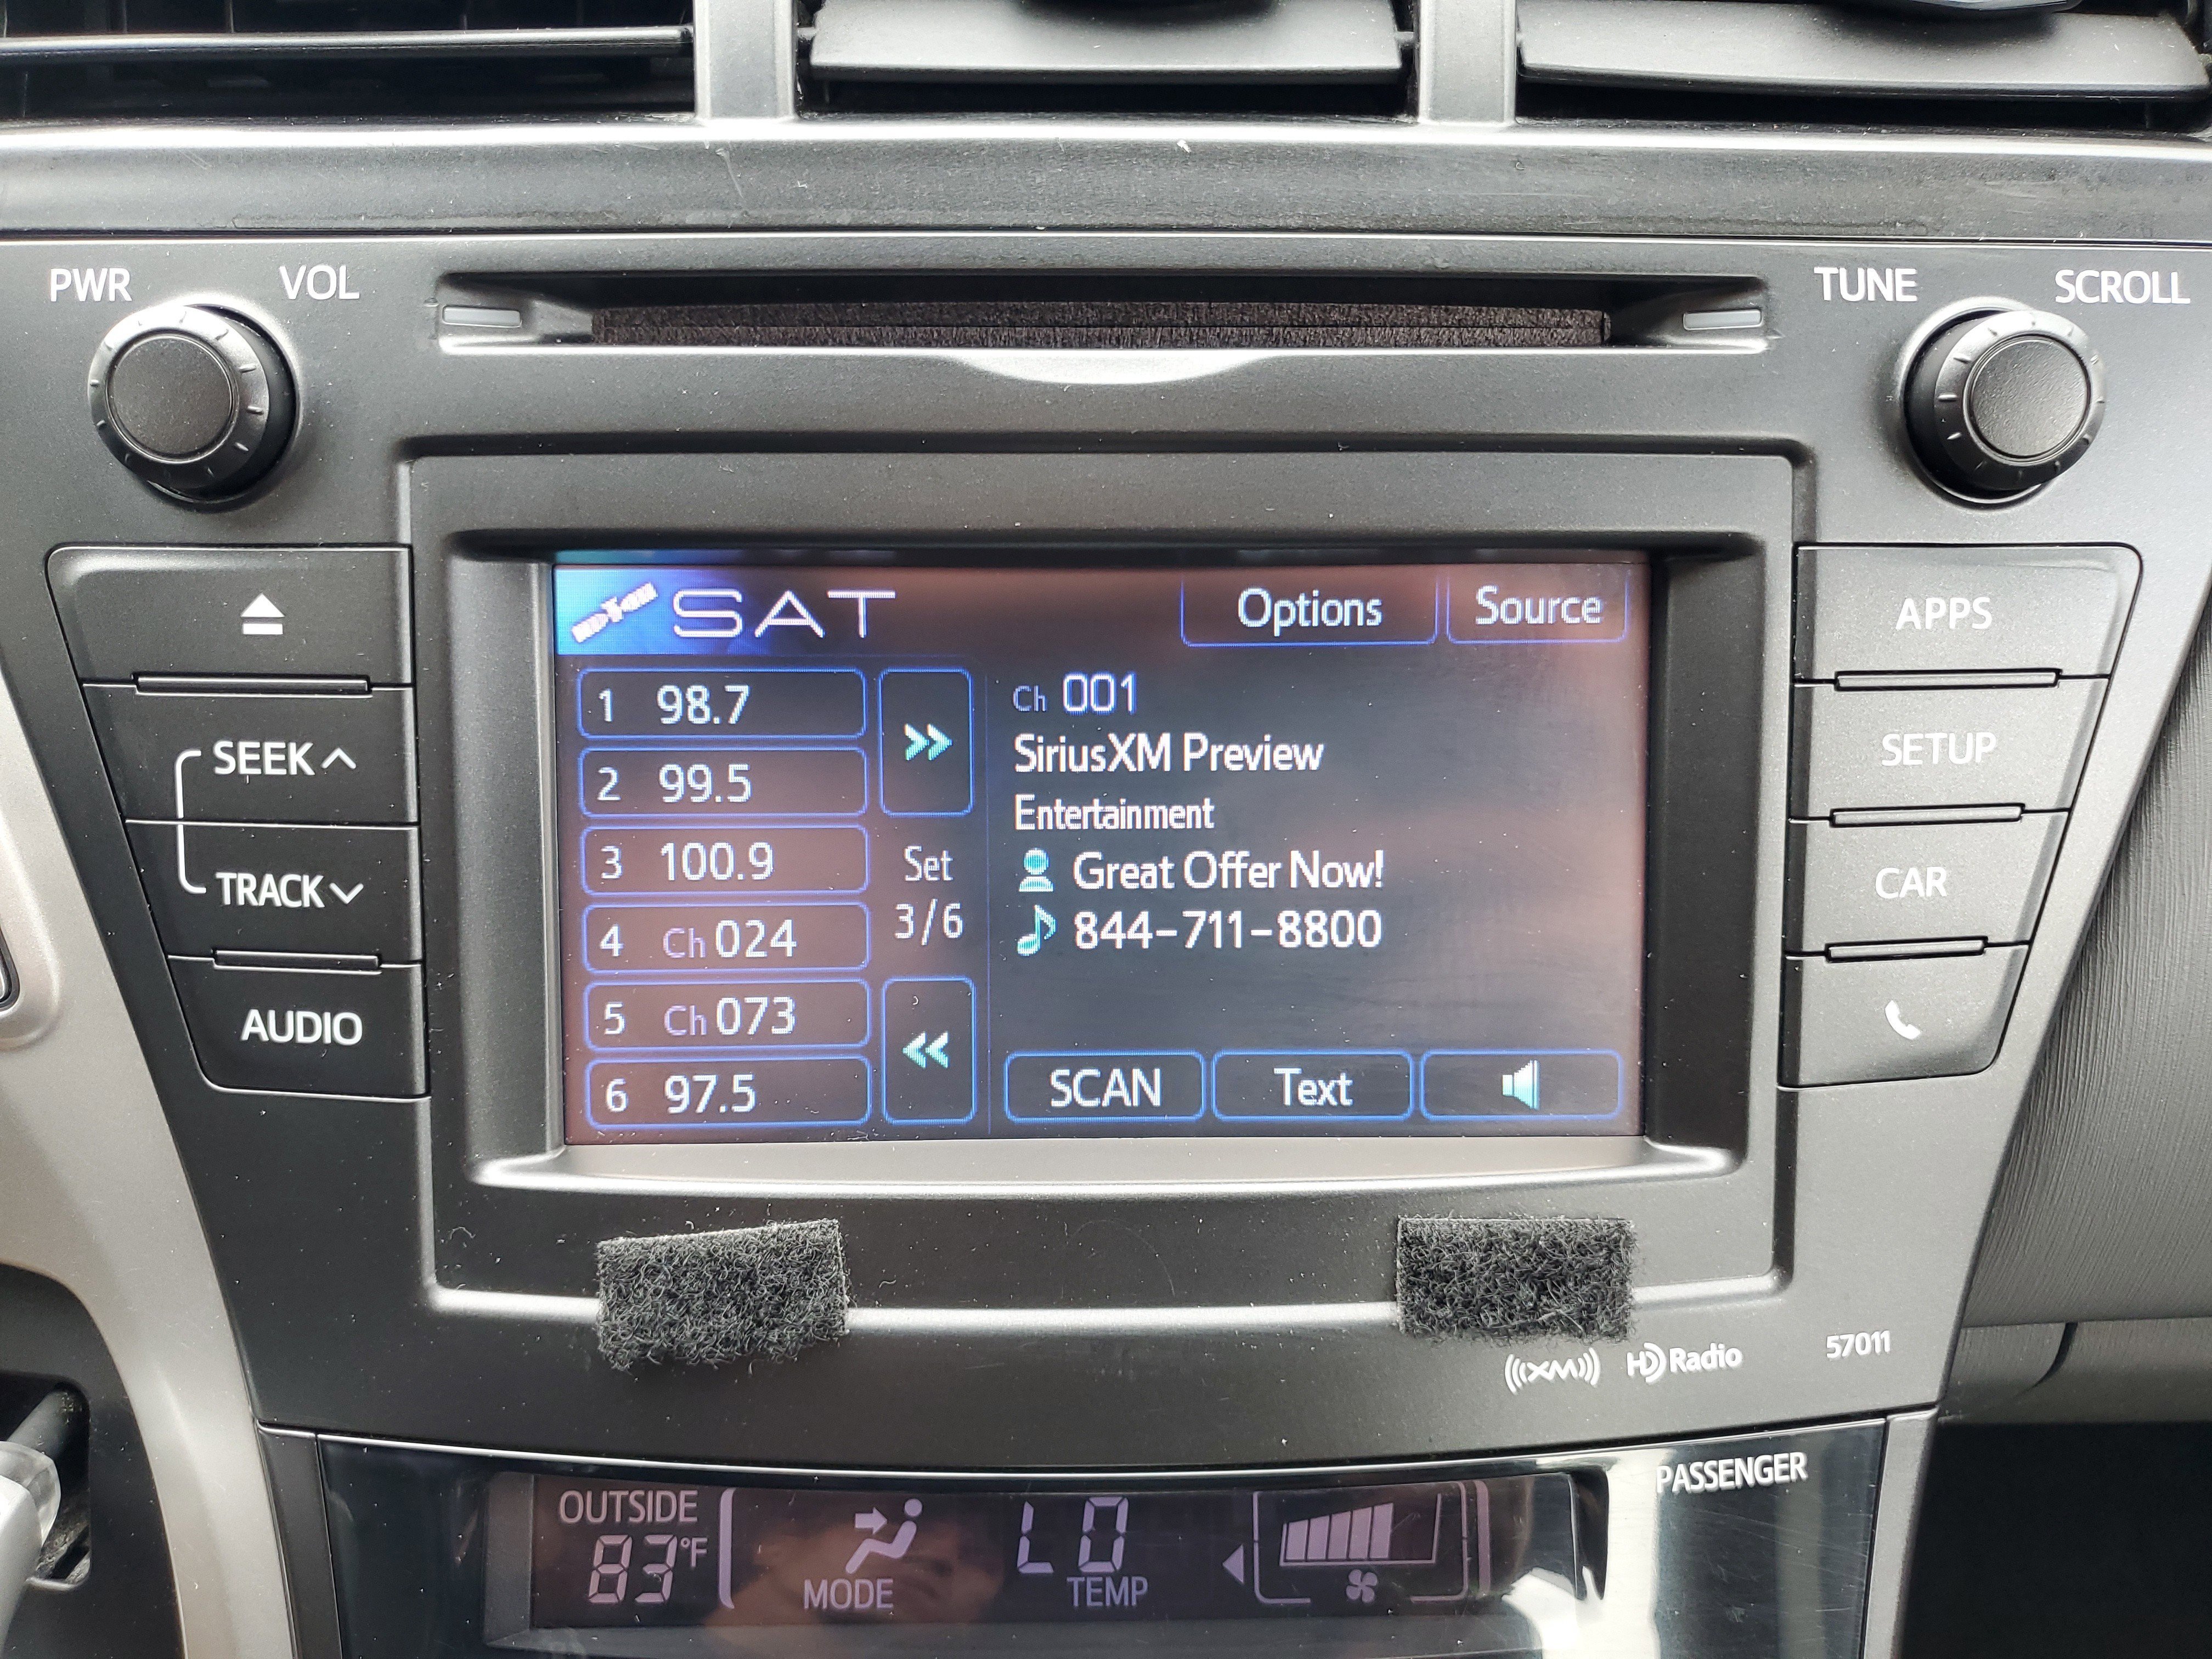 PWR VOL
TUNE SCROLL
SAT
Options
Source
1 98.7
2 99.5
3 100.9
4 Ch 024
5 Ch 073
6 97.5
>>
Set
3/6
<<
Ch 001
SiriusXM Preview
Entertainment
Great Offer Now!
844-711-8800
SCAN
Text
SEEK
TRACK
AUDIO
APPS
SETUP
CAR
((XM))
HD Radio
57011
PASSENGER
OUTSIDE
83°F
MODE
LO
TEMP